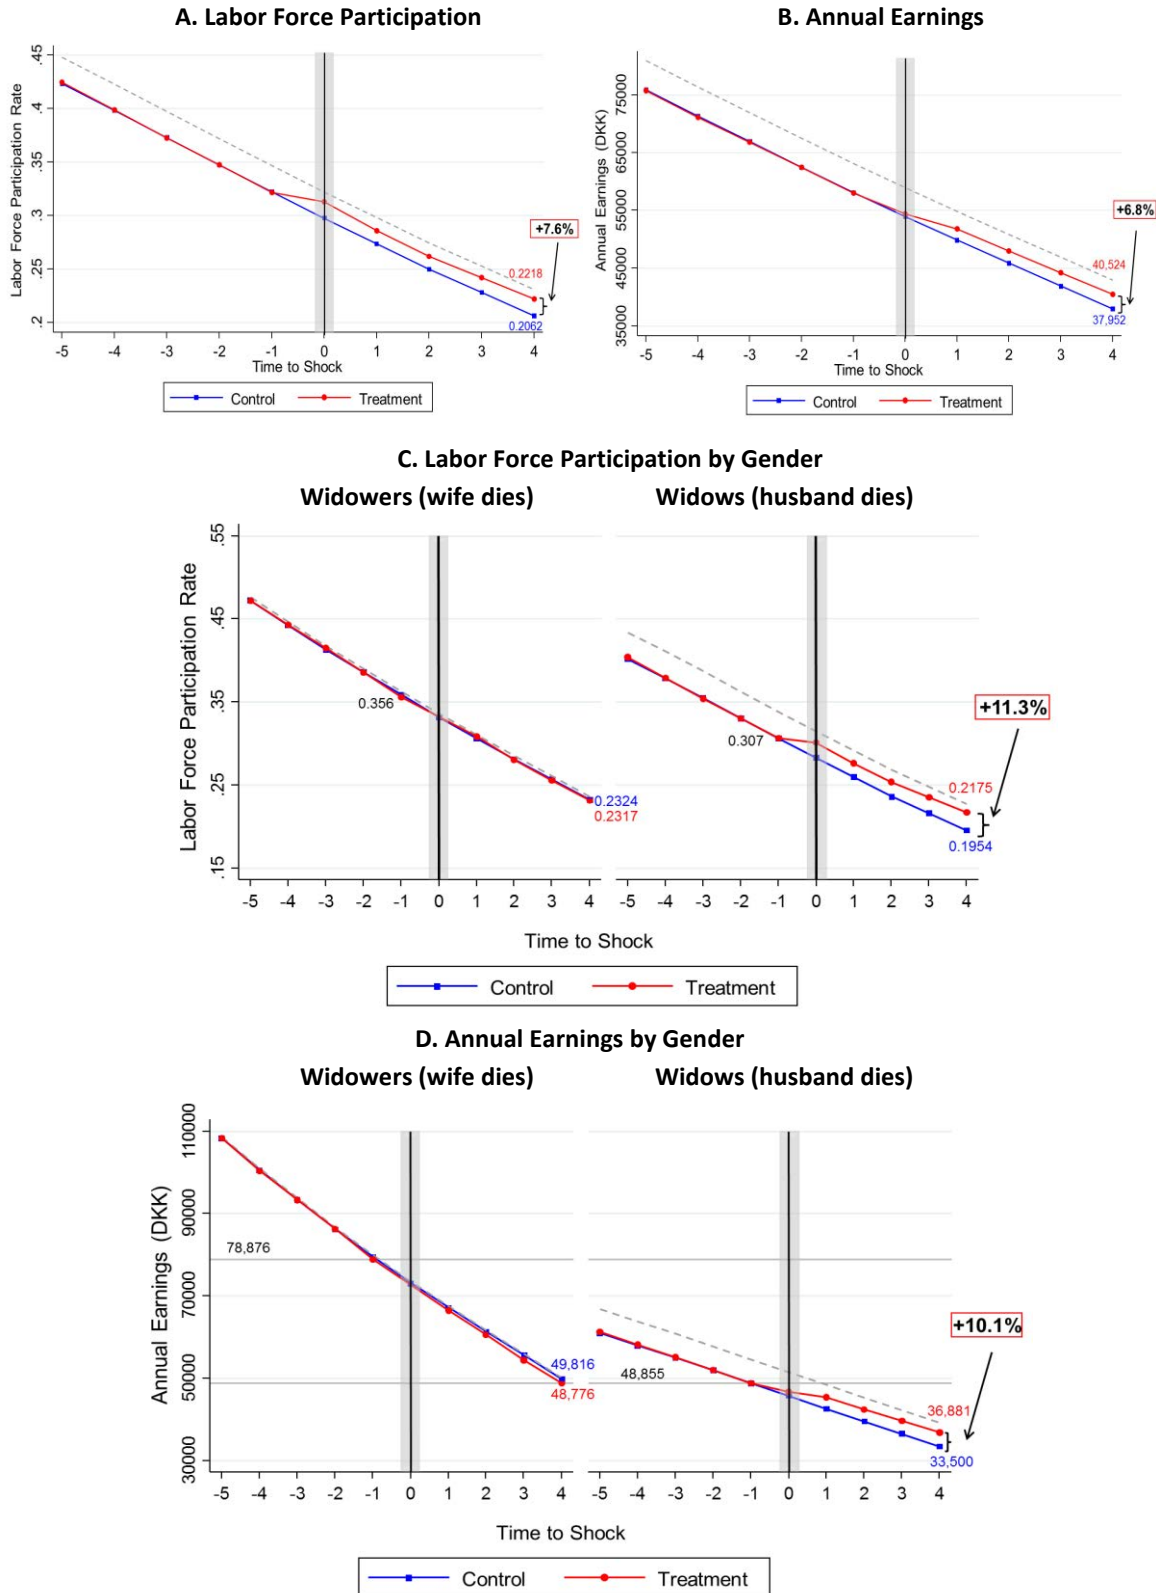 A. Labor Force Participation
Labor Force Participation Rate
.45
.4
.35
.3
.25
.2
+7.6%
0.2218
0.2062
-5 -4 -3 -2 -1 0 1 2 3 4
Time to Shock
Control Treatment
B. Annual Earnings
Annual Earnings (DKK)
75000
65000
55000
45000
35000
+6.8%
40,524
37,952
-5 -4 -3 -2 -1 0 1 2 3 4
Time to Shock
Control Treatment
C. Labor Force Participation by Gender
Widowers (wife dies) Widows (husband dies)
Labor Force Participation Rate
.55
.45
.35
.25
.15
0.356
0.2324
0.2317
0.307
+11.3%
0.2175
0.1954
-5 -4 -3 -2 -1 0 1 2 3 4 -5 -4 -3 -2 -1 0 1 2 3 4
Time to Shock
Control Treatment
D. Annual Earnings by Gender
Widowers (wife dies) Widows (husband dies)
Annual Earnings (DKK)
110000
90000
70000
50000
30000
78,876
49,816
48,776
48,855
+10.1%
36,881
33,500
-5 -4 -3 -2 -1 0 1 2 3 4 -5 -4 -3 -2 -1 0 1 2 3 4
Time to Shock
Control Treatment